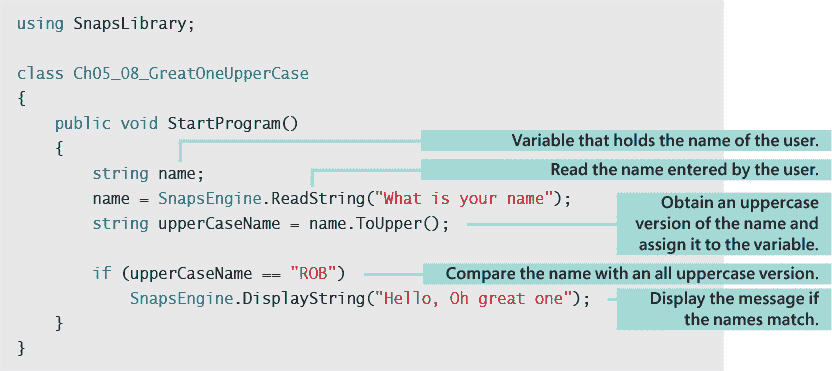 using SnapsLibrary;
class Ch05_08_GreatOneUpperCase
{
public void StartProgram()
Variable that holds the name of the user.
{
string name;
Read the name entered by the user.
name = SnapsEngine.ReadString("What is your name");
string upperCaseName = name.ToUpper();
Obtain an uppercase
version of the name and
assign it to the variable.
if (upperCaseName == "ROB")
Compare the name with an all uppercase version.
SnapsEngine.DisplayString("Hello, Oh great one");
Display the message if
the names match.
}
}